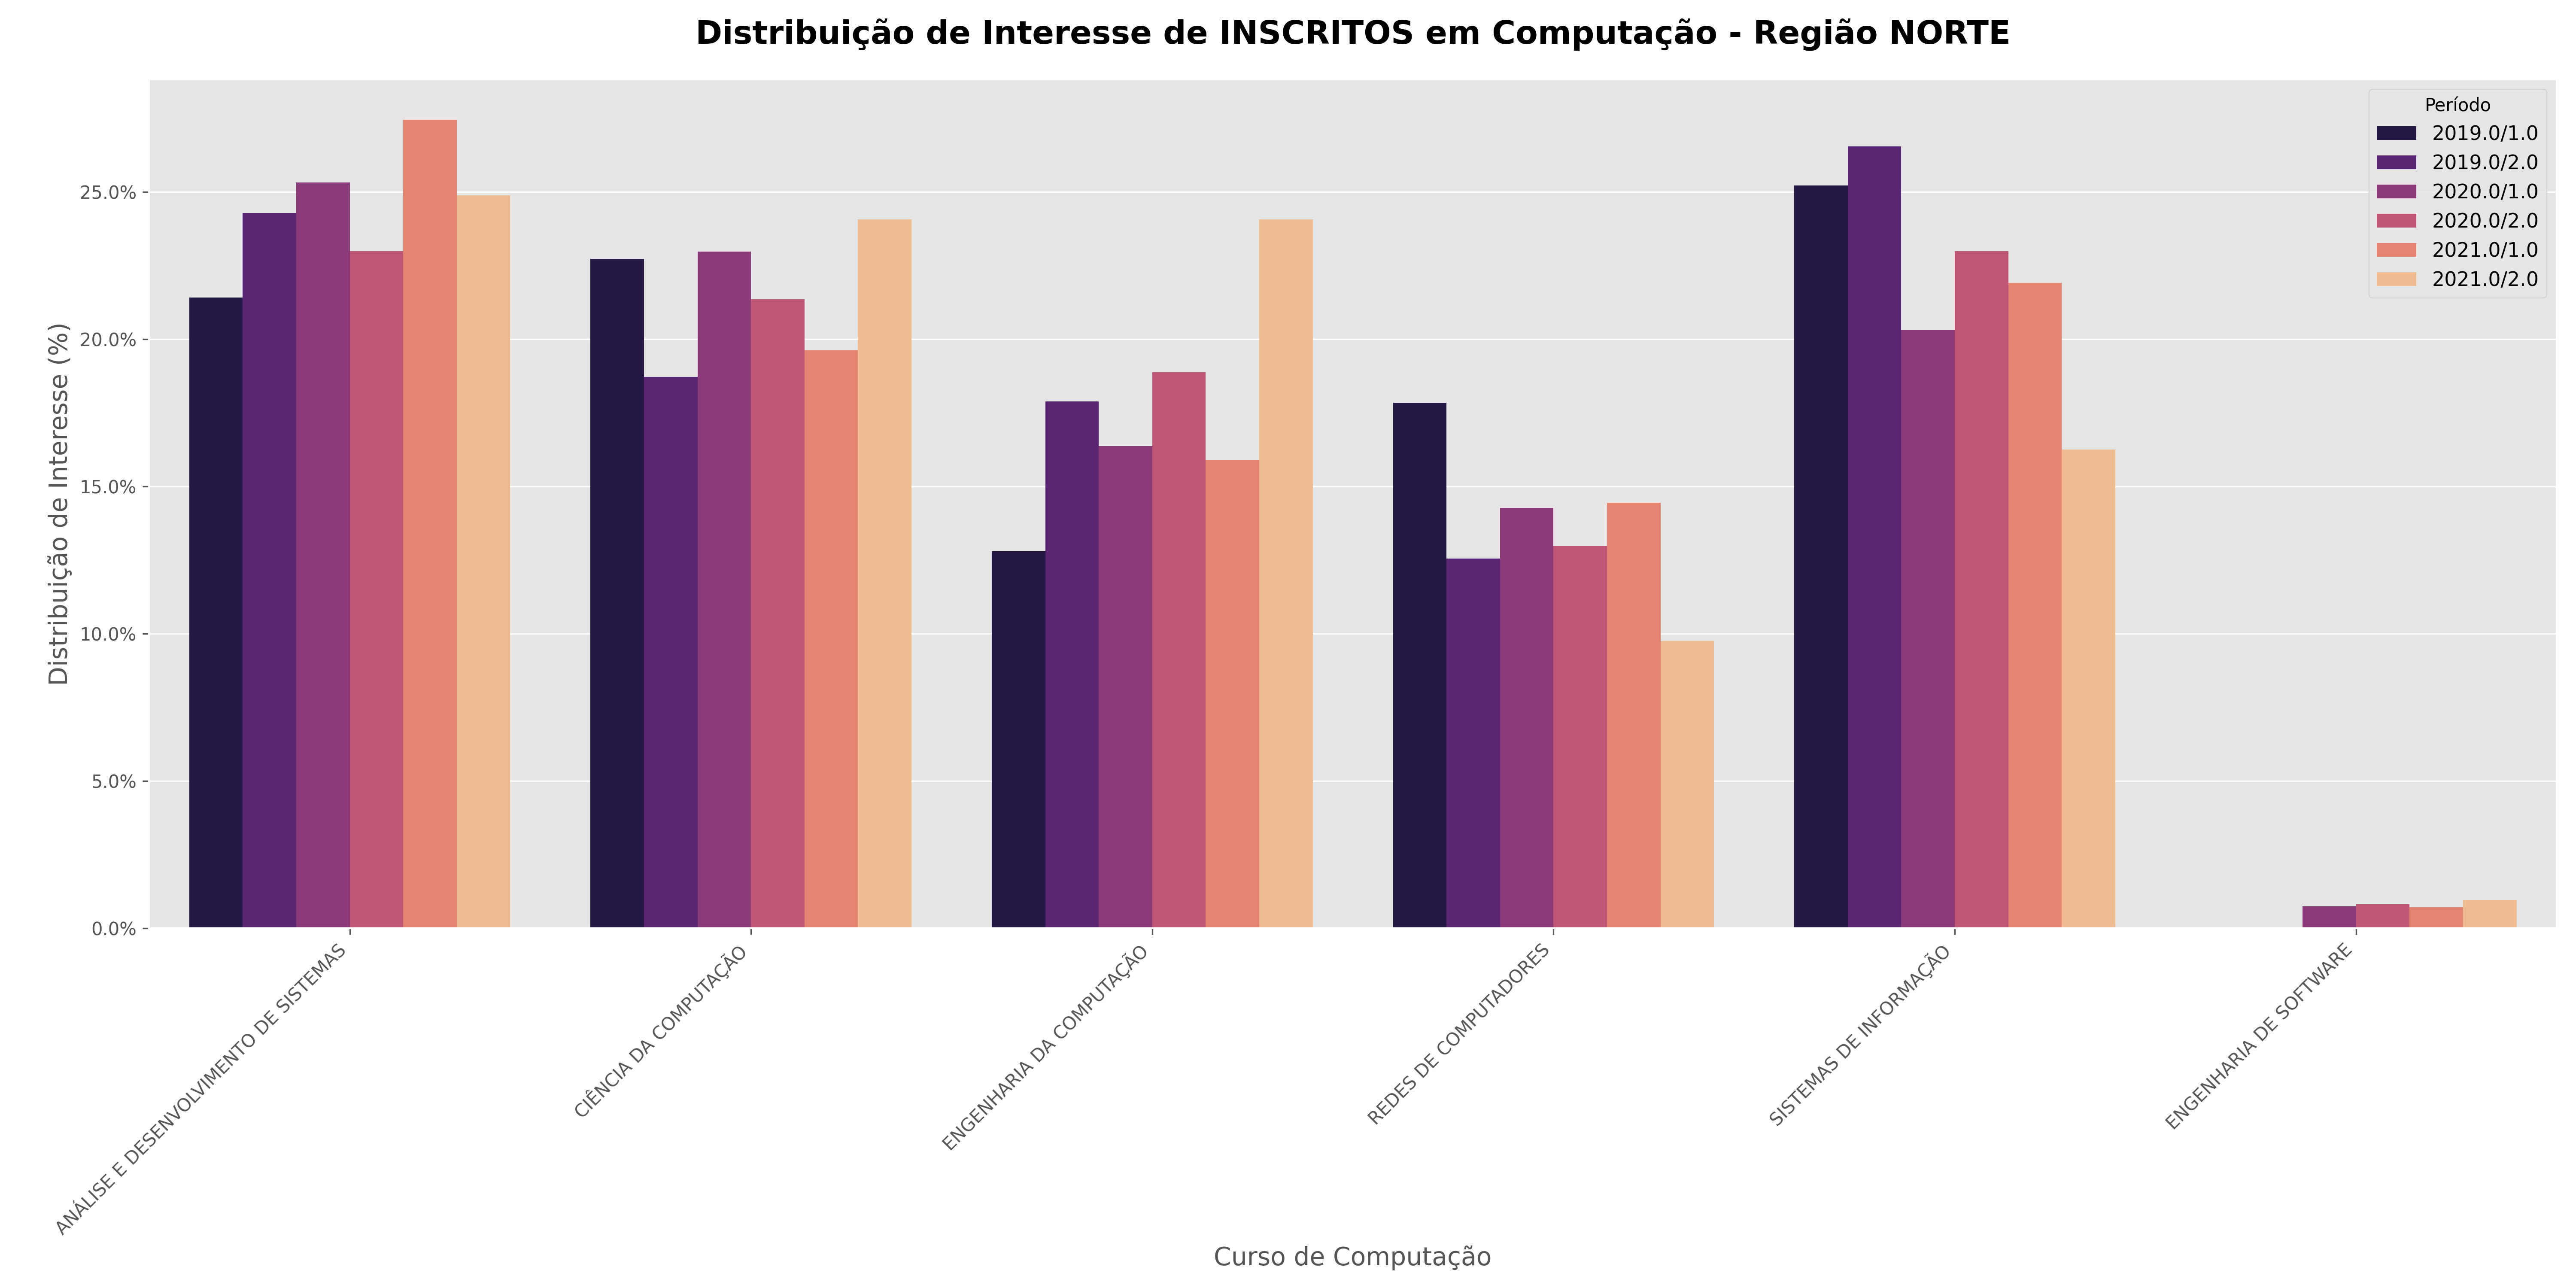 Distribuição de Interesse de INSCRITOS em Computação - Região NORTE
Período
2019.0/1.0
2019.0/2.0
2020.0/1.0
2020.0/2.0
2021.0/1.0
2021.0/2.0
Distribuição de Interesse (%)
25.0%
20.0%
15.0%
10.0%
5.0%
0.0%
ANÁLISE E DESENVOLVIMENTO DE SISTEMAS
CIÊNCIA DA COMPUTAÇÃO
ENGENHARIA DA COMPUTAÇÃO
REDES DE COMPUTADORES
SISTEMAS DE INFORMAÇÃO
ENGENHARIA DE SOFTWARE
Curso de Computação